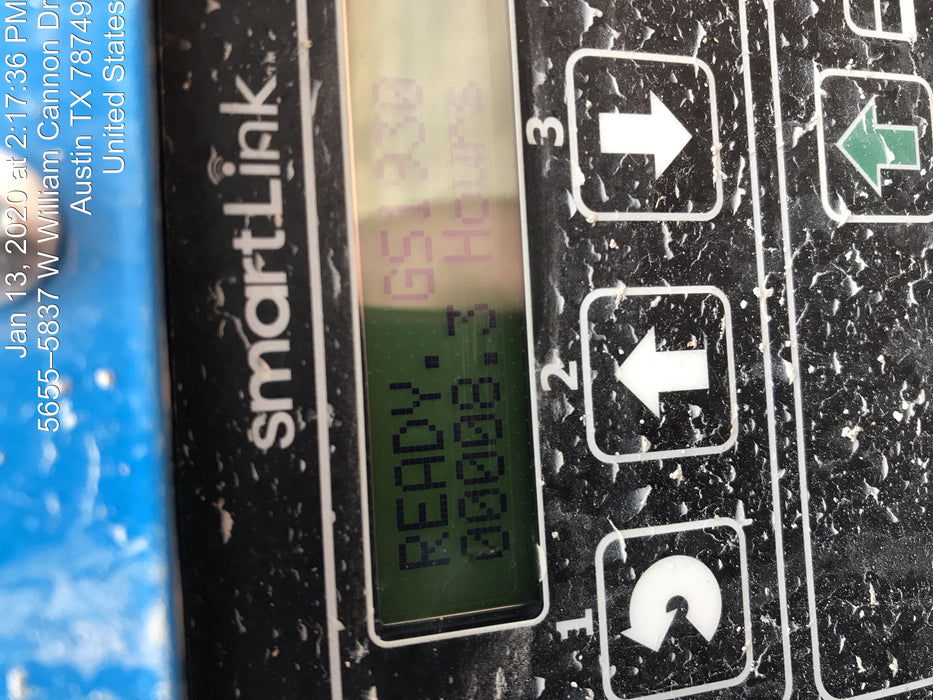 Jan 13, 2020 at 2:17:36 PM
5655–5837 W William Cannon Dr
Austin TX 78749
United States
smartLink
READY. GS1930
0008.3 Hours
1
2
3